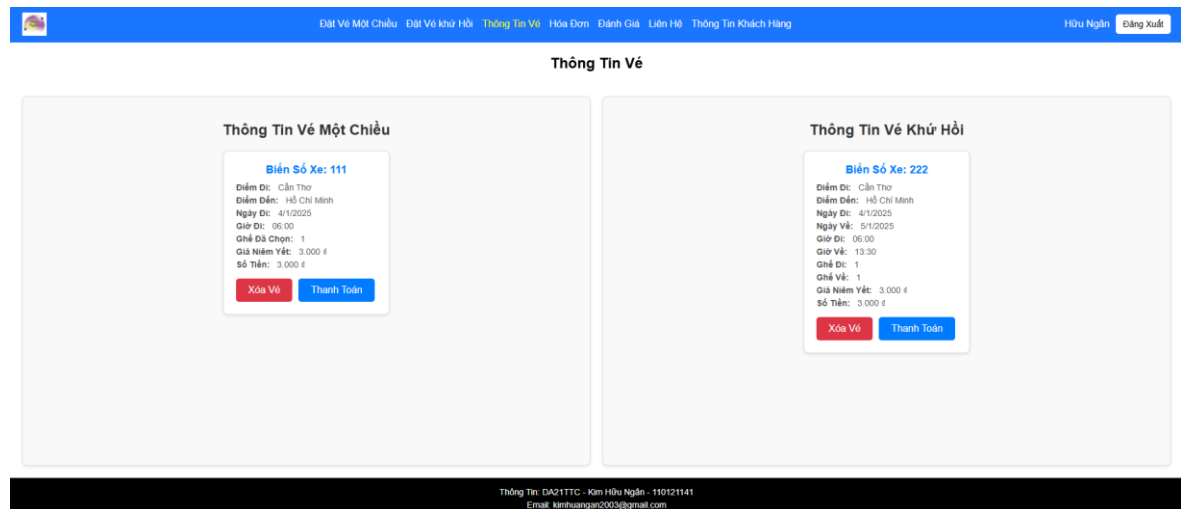 Đặt Vé Một Chiều Đặt Vé khứ Hồi Thông Tin Vé Hóa Đơn Đánh Giá Liên Hệ Thông Tin Khách Hàng Hữu Ngân Đăng Xuất
Thông Tin Vé
Thông Tin Vé Một Chiều
Biển Số Xe: 111
Điểm Đi: Cần Thơ
Điểm Đến: Hồ Chí Minh
Ngày Đi: 4/1/2025
Giờ Đi: 06:00
Ghế Đã Chọn: 1
Giá Niêm Yết: 3.000 đ
Số Tiền: 3.000 đ
Xóa Vé Thanh Toán
Thông Tin Vé Khứ Hồi
Biển Số Xe: 222
Điểm Đi: Cần Thơ
Điểm Đến: Hồ Chí Minh
Ngày Đi: 4/1/2025
Ngày Về: 5/1/2025
Giờ Đi: 06:00
Giờ Về: 13:30
Ghế Đi: 1
Ghế Về: 1
Giá Niêm Yết: 3.000 đ
Số Tiền: 3.000 đ
Xóa Vé Thanh Toán
Thông Tin: DA21TTC - Kim Hữu Ngân - 110121141
Email: kimhuangan2003@gmail.com